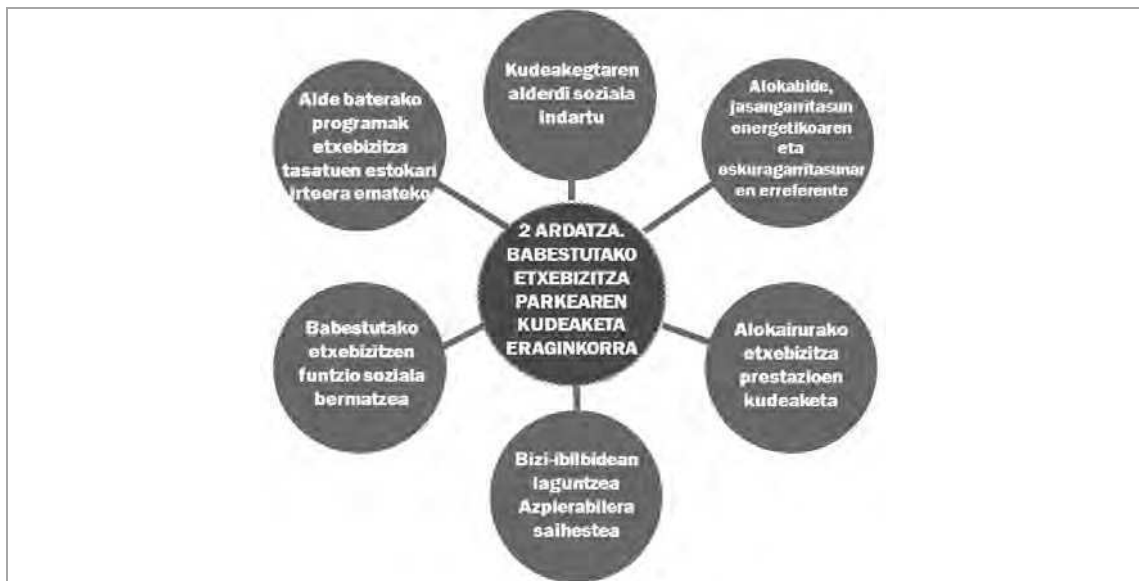 Kudeakegtaren
alderdi soziala
indartu
Alokabide,
jasangarritasun
energetikoaren
eta
eskuragarritasunar
en erreferente
Alokairurako
etxebizitza
prestazioen
kudeaketa
Bizi-ibilbidean
laguntzea
Azpierabilera
saihestea
Babestutako
etxebizitzen
funtzio soziala
bermatzea
Alde baterako
programak
etxebizitza
tasatuen estokari
irteera emateko
2 ARDATZA.
BABESTUTAKO
ETXEBIZITZA
PARKEAREN
KUDEAKETA
ERAGINKORRA